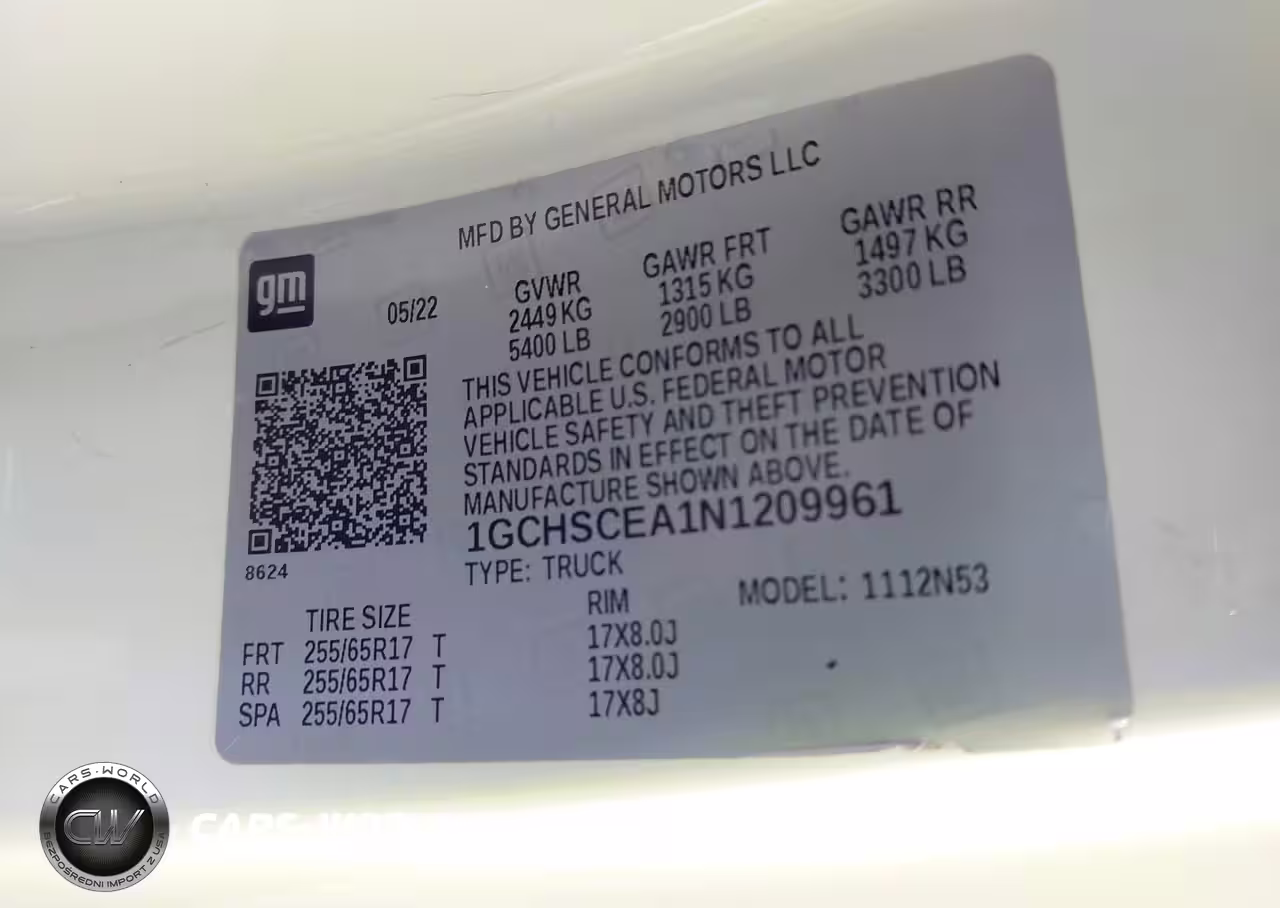 MFD BY GENERAL MOTORS LLC
gm
05/22
GVWR
2449 KG
5400 LB
GAWR FRT
1315 KG
2900 LB
GAWR RR
1497 KG
3300 LB
THIS VEHICLE CONFORMS TO ALL
APPLICABLE U.S. FEDERAL MOTOR
VEHICLE SAFETY AND THEFT PREVENTION
STANDARDS IN EFFECT ON THE DATE OF
MANUFACTURE SHOWN ABOVE.
1GCHSCEA1N1209961
8624
TYPE: TRUCK
MODEL: 1112N53
TIRE SIZE RIM
FRT 255/65R17 T 17X8.0J
RR 255/65R17 T 17X8.0J
SPA 255/65R17 T 17X8J
CARS-WORLD
CW
BEZPOŚREDNI IMPORT Z USA